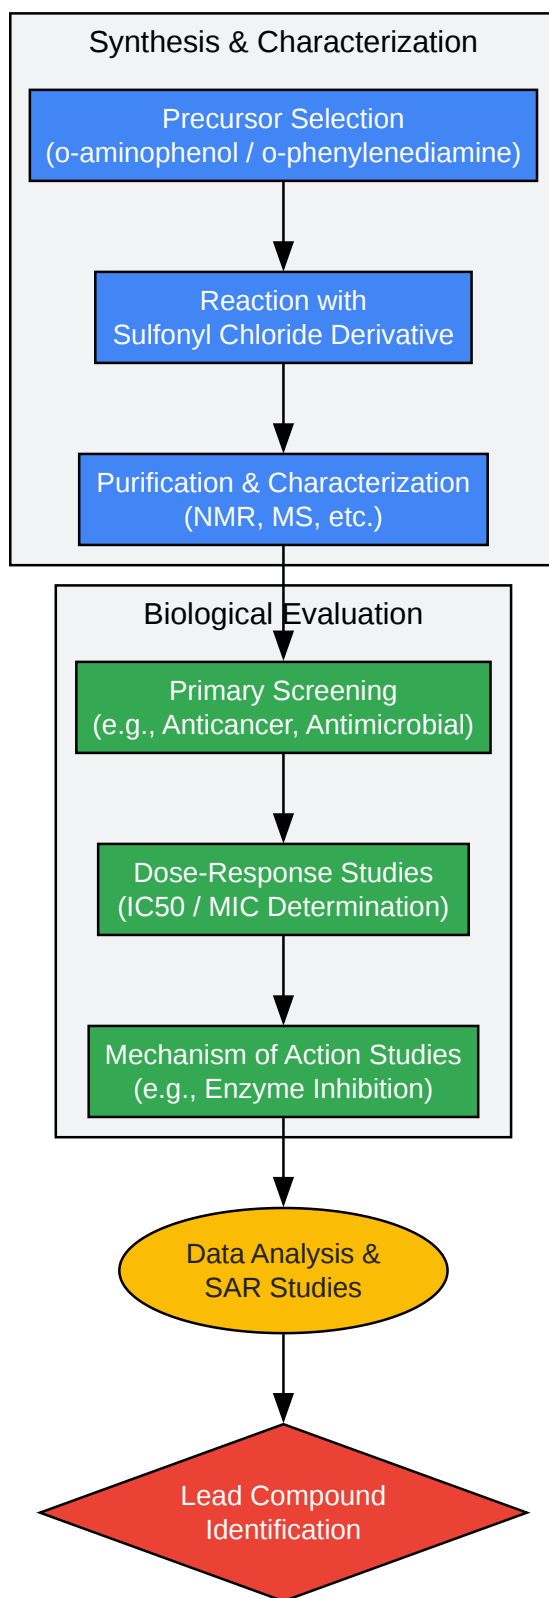 Synthesis & Characterization
Precursor Selection
(o-aminophenol / o-phenylenediamine)
Reaction with
Sulfonyl Chloride Derivative
Purification & Characterization
(NMR, MS, etc.)
Biological Evaluation
Primary Screening
(e.g., Anticancer, Antimicrobial)
Dose-Response Studies
(IC50 / MIC Determination)
Mechanism of Action Studies
(e.g., Enzyme Inhibition)
Data Analysis &
SAR Studies
Lead Compound
Identification